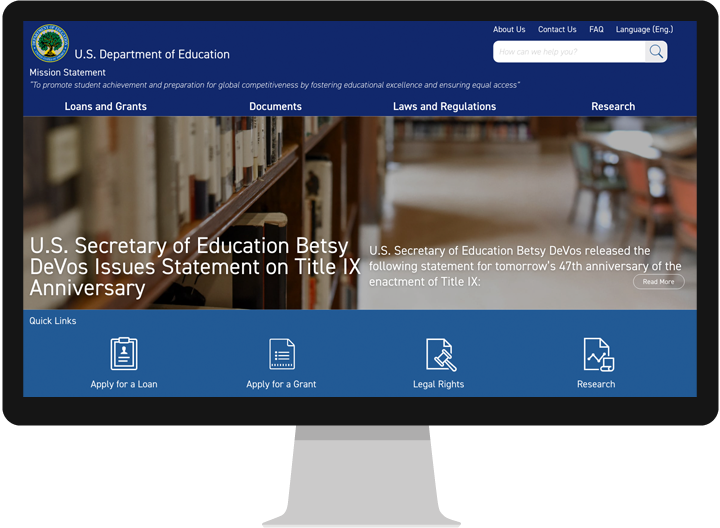 About Us Contact Us FAQ Language (Eng.)
U.S. Department of Education
How can we help you?
Mission Statement
"To promote student achievement and preparation for global competitiveness by fostering educational excellence and ensuring equal access"
Loans and Grants Documents Laws and Regulations Research
U.S. Secretary of Education Betsy
DeVos Issues Statement on Title IX
Anniversary
U.S. Secretary of Education Betsy DeVos released the
following statement for tomorrow's 47th anniversary of the
enactment of Title IX:
Read More
Quick Links
Apply for a Loan Apply for a Grant Legal Rights Research